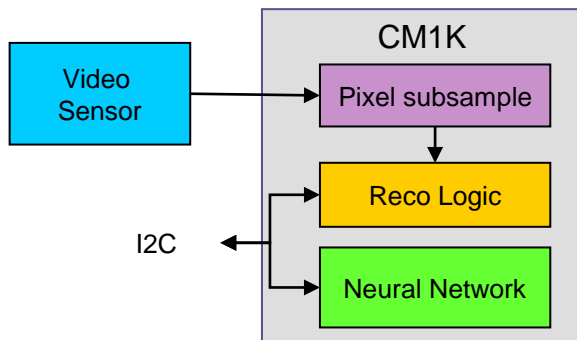 CM1K
Video
Sensor
Pixel subsample
Reco Logic
I2C
Neural Network